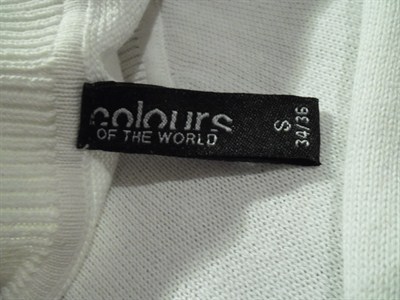 colours
OF THE WORLD
S
34/36